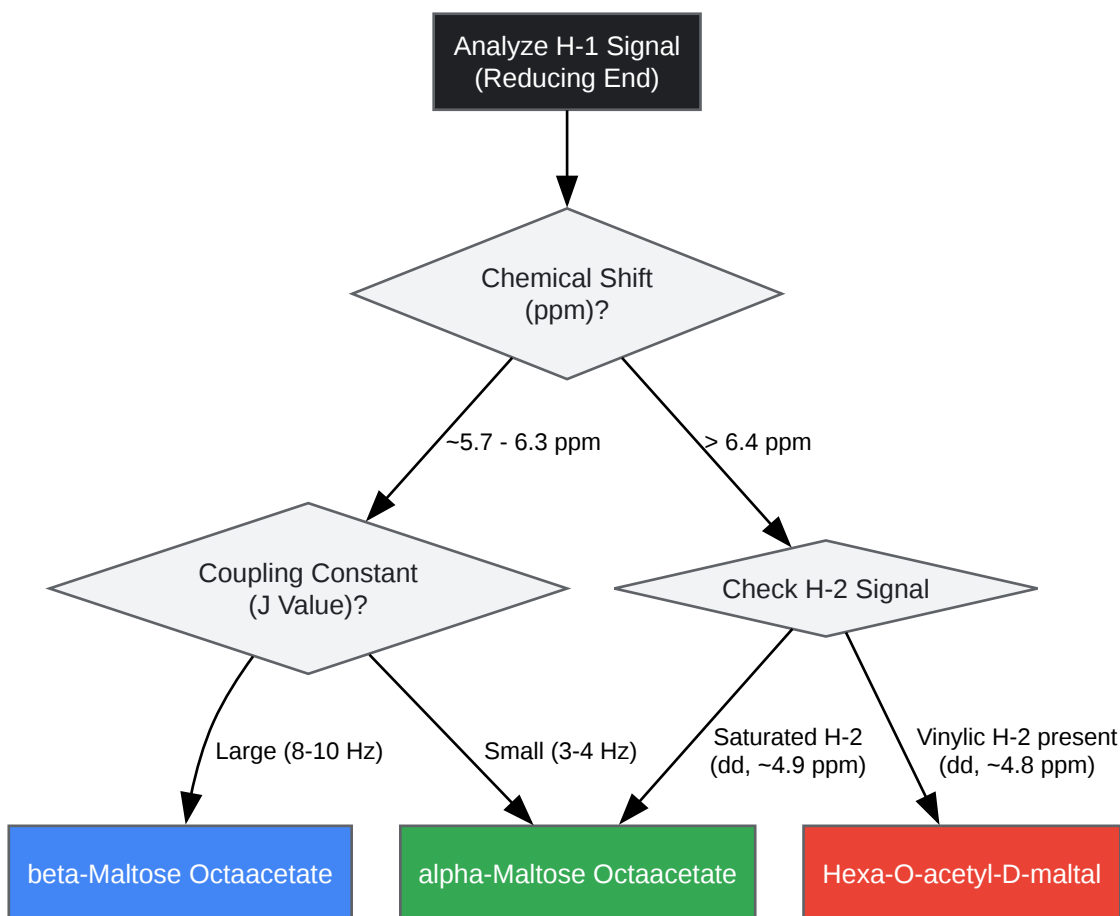 Analyze H-1 Signal
(Reducing End)
Chemical Shift
(ppm)?
~5.7 - 6.3 ppm
> 6.4 ppm
Coupling Constant
(J Value)?
Check H-2 Signal
Large (8-10 Hz)
Small (3-4 Hz)
Saturated H-2
(dd, ~4.9 ppm)
Vinylic H-2 present
(dd, ~4.8 ppm)
beta-Maltose Octaacetate
alpha-Maltose Octaacetate
Hexa-O-acetyl-D-maltal